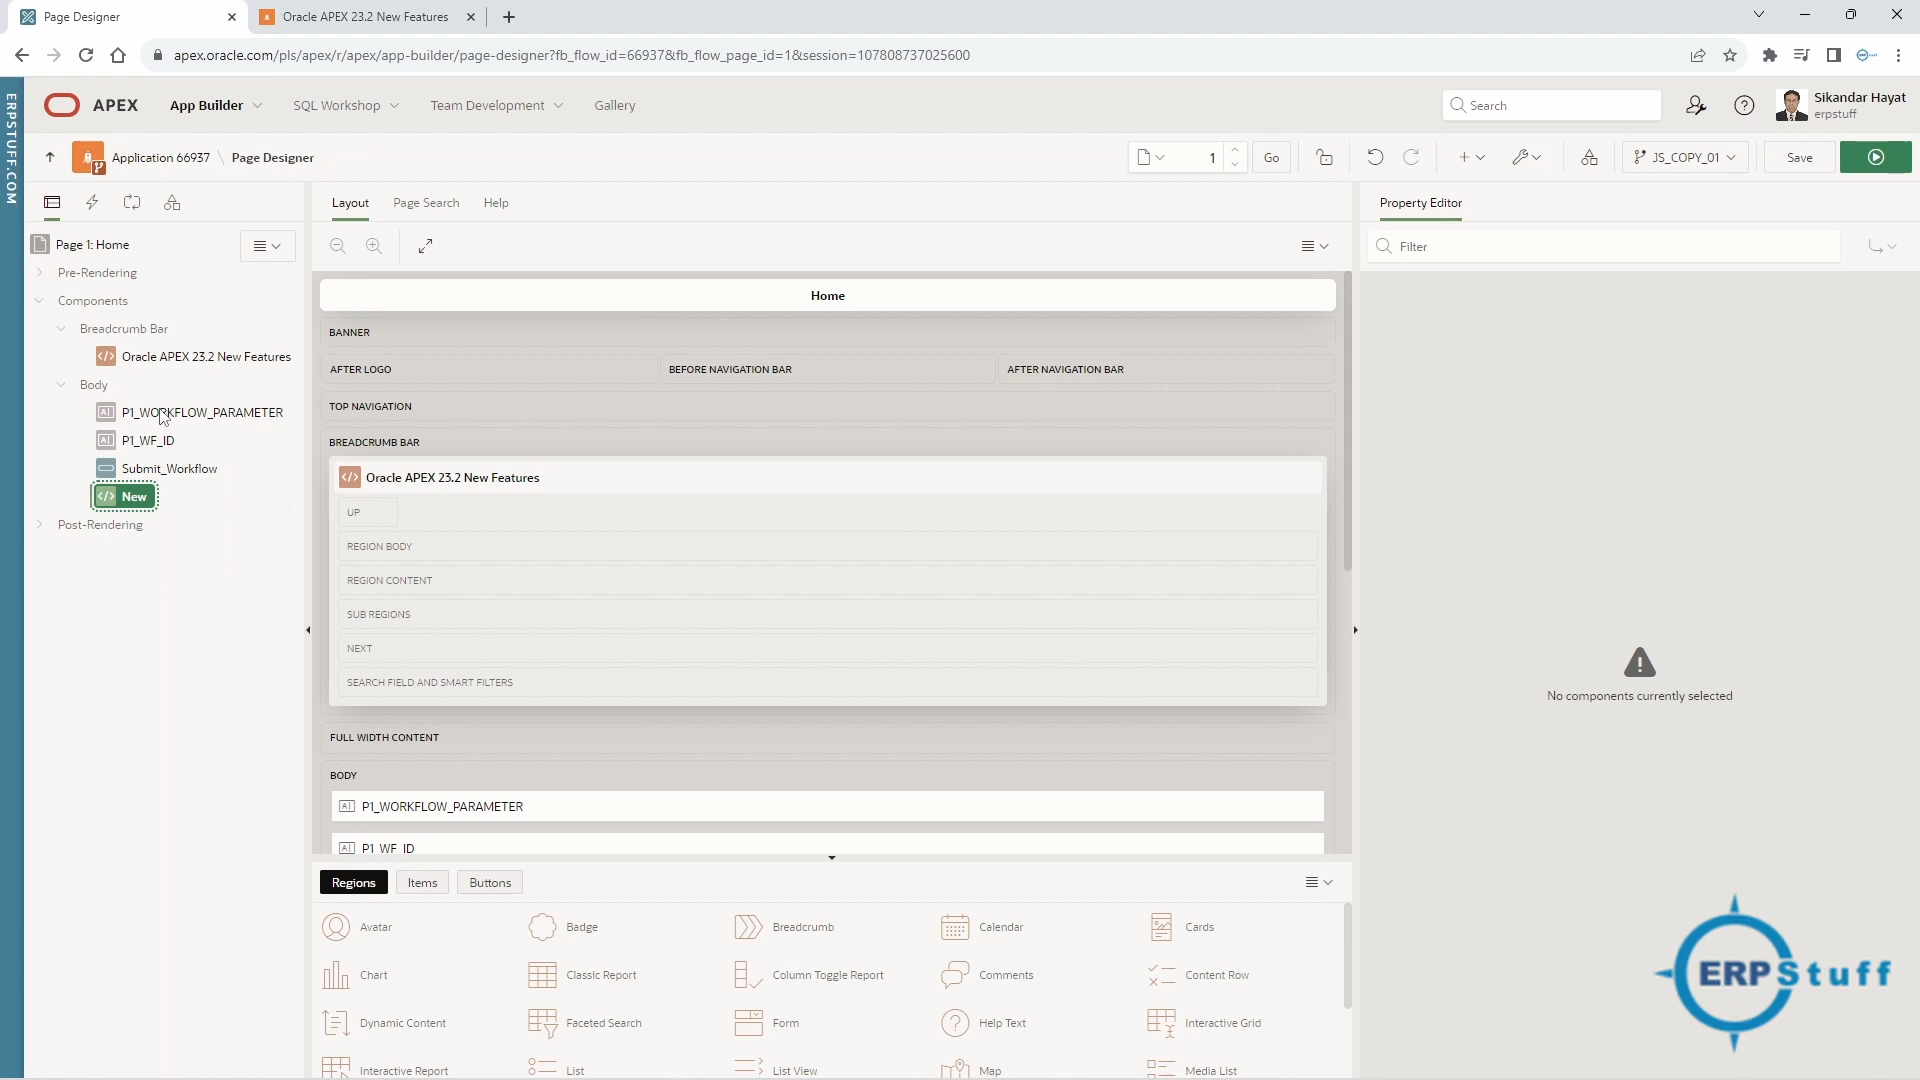 Page Designer
Oracle APEX 23.2 New Features
apex.oracle.com/pls/apex/r/apex/app-builder/page-designer?fb_flow_id=66937&fb_flow_page_id=1&session=107808737025600
ERPSTUFF.COM
APEX
App Builder
SQL Workshop
Team Development
Gallery
Search
Sikandar Hayat
erpstuff
Application 66937 \ Page Designer
1
Go
JS_COPY_01
Save
Layout
Page Search
Help
Property Editor
Page 1: Home
Filter
Pre-Rendering
Components
Breadcrumb Bar
Oracle APEX 23.2 New Features
Body
P1_WORKFLOW_PARAMETER
P1_WF_ID
Submit_Workflow
New
Post-Rendering
Home
BANNER
AFTER LOGO
BEFORE NAVIGATION BAR
AFTER NAVIGATION BAR
TOP NAVIGATION
BREADCRUMB BAR
Oracle APEX 23.2 New Features
UP
REGION BODY
REGION CONTENT
SUB REGIONS
NEXT
SEARCH FIELD AND SMART FILTERS
FULL WIDTH CONTENT
BODY
P1_WORKFLOW_PARAMETER
P1_WF_ID
No components currently selected
Regions
Items
Buttons
Avatar
Badge
Breadcrumb
Calendar
Cards
Chart
Classic Report
Column Toggle Report
Comments
Content Row
Dynamic Content
Faceted Search
Form
Help Text
Interactive Grid
Interactive Report
List
List View
Map
Media List
ERPStuff